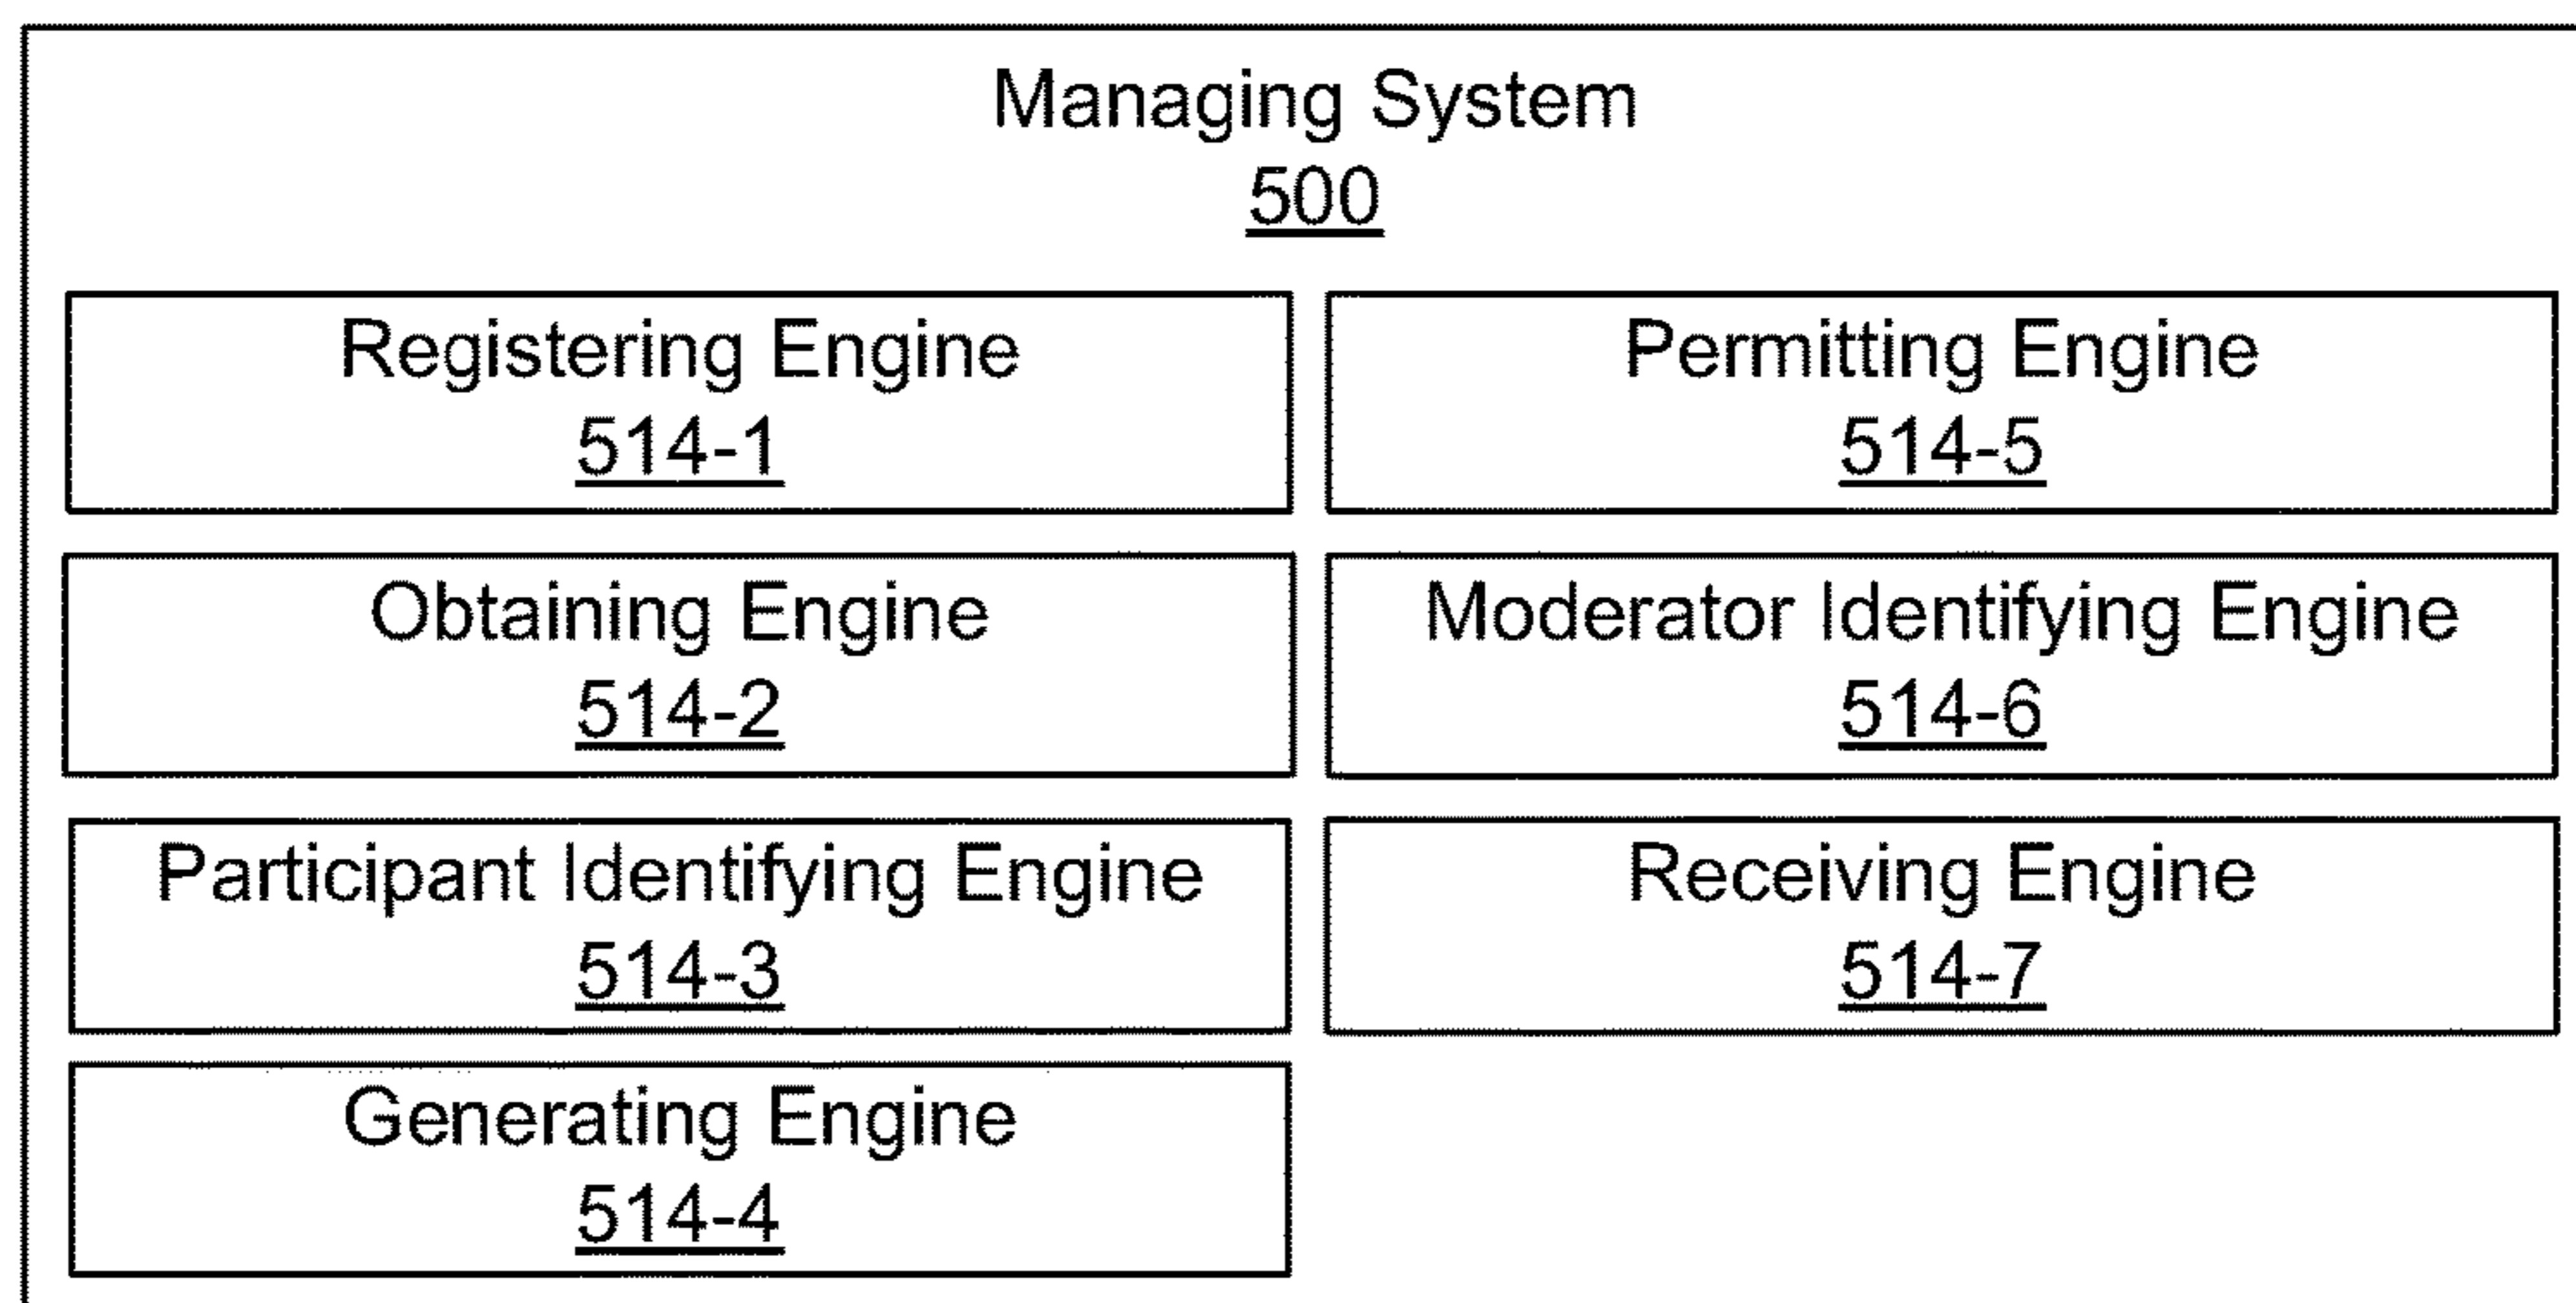 Managing System
500
Registering Engine
514-1
Permitting Engine
514-5
Obtaining Engine
514-2
Moderator Identifying Engine
514-6
Participant Identifying Engine
514-3
Receiving Engine
514-7
Generating Engine
514-4